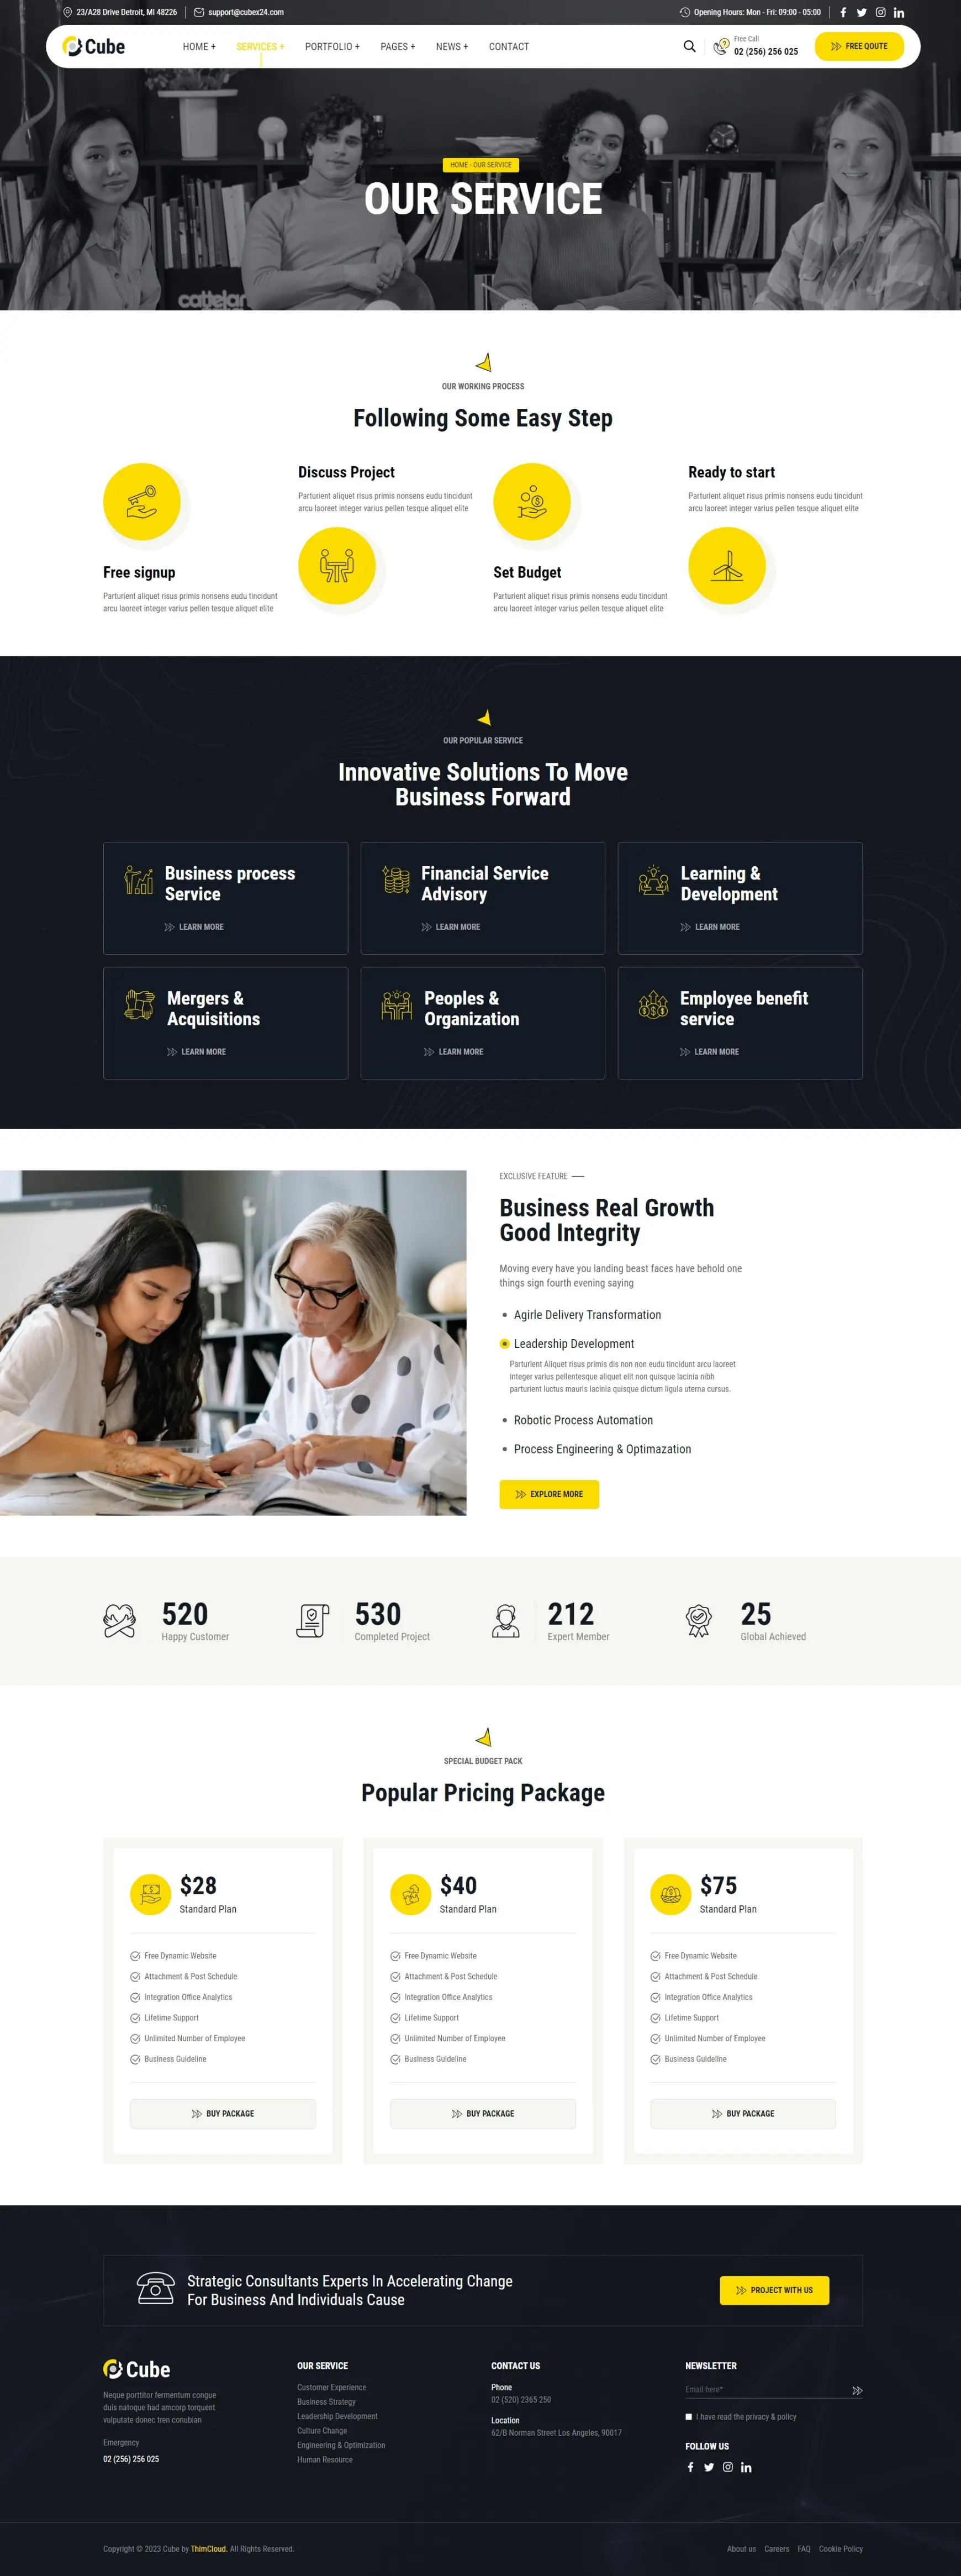 23/A28 Drive Detroit, MI 48226
support@cubex24.com
Opening Hours: Mon - Fri: 09:00 - 05:00
Cube
HOME +
SERVICES +
PORTFOLIO +
PAGES +
NEWS +
CONTACT
Free Call
02 (256) 256 025
FREE QOUTE
HOME - OUR SERVICE
OUR SERVICE
cattelan
OUR WORKING PROCESS
Following Some Easy Step
Free signup
Parturient aliquet risus primis nonsens eudu tincidunt
arcu laoreet integer varius pellen tesque aliquet elite
Discuss Project
Parturient aliquet risus primis nonsens eudu tincidunt
arcu laoreet integer varius pellen tesque aliquet elite
Set Budget
Parturient aliquet risus primis nonsens eudu tincidunt
arcu laoreet integer varius pellen tesque aliquet elite
Ready to start
Parturient aliquet risus primis nonsens eudu tincidunt
arcu laoreet integer varius pellen tesque aliquet elite
OUR POPULAR SERVICE
Innovative Solutions To Move
Business Forward
Business process
Service
LEARN MORE
Financial Service
Advisory
LEARN MORE
Learning &
Development
LEARN MORE
Mergers &
Acquisitions
LEARN MORE
Peoples &
Organization
LEARN MORE
Employee benefit
service
LEARN MORE
EXCLUSIVE FEATURE
Business Real Growth
Good Integrity
Moving every have you landing beast faces have behold one
things sign fourth evening saying
Agirle Delivery Transformation
Leadership Development
Parturient Aliquet risus primis dis non non eudu tincidunt arcu laoreet
integer varius pellentesque aliquet elit non quisque lacinia nibh
parturient luctus mauris lacinia quisque dictum ligula uterna cursus.
Robotic Process Automation
Process Engineering & Optimazation
EXPLORE MORE
520
Happy Customer
530
Completed Project
212
Expert Member
25
Global Achieved
SPECIAL BUDGET PACK
Popular Pricing Package
$28
Standard Plan
Free Dynamic Website
Attachment & Post Schedule
Integration Office Analytics
Lifetime Support
Unlimited Number of Employee
Business Guideline
BUY PACKAGE
$40
Standard Plan
Free Dynamic Website
Attachment & Post Schedule
Integration Office Analytics
Lifetime Support
Unlimited Number of Employee
Business Guideline
BUY PACKAGE
$75
Standard Plan
Free Dynamic Website
Attachment & Post Schedule
Integration Office Analytics
Lifetime Support
Unlimited Number of Employee
Business Guideline
BUY PACKAGE
Strategic Consultants Experts In Accelerating Change
For Business And Individuals Cause
PROJECT WITH US
Cube
Neque porttitor fermentum congue
duis natoque had amcorp torquent
vulputate donec tren conubian
Emergency
02 (256) 256 025
OUR SERVICE
Customer Experience
Business Strategy
Leadership Development
Culture Change
Engineering & Optimization
Human Resource
CONTACT US
Phone
02 (520) 2365 250
Location
62/B Norman Street Los Angeles, 90017
NEWSLETTER
Email here*
I have read the privacy & policy
FOLLOW US
Copyright © 2023 Cube by ThimCloud. All Rights Reserved.
About us
Careers
FAQ
Cookie Policy